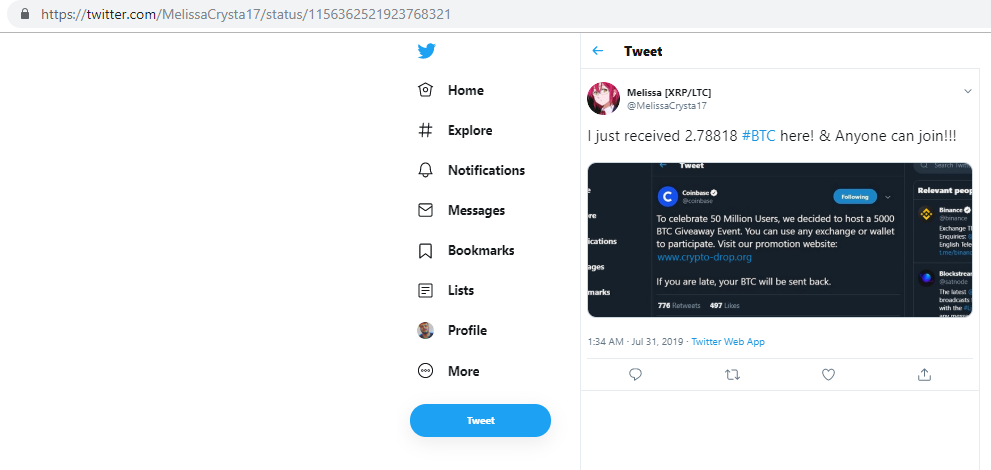 https://twitter.com/MelissaCrysta17/status/1156362521923768321
Home
Explore
Notifications
Messages
Bookmarks
Lists
Profile
More
Tweet
Tweet
Melissa [XRP/LTC]
@MelissaCrysta17
I just received 2.78818 #BTC here! & Anyone can join!!!
Tweet
Coinbase
@coinbase
Following
To celebrate 50 Million Users, we decided to host a 5000
BTC Giveaway Event. You can use any exchange or wallet
to participate. Visit our promotion website:
www.crypto-drop.org
If you are late, your BTC will be sent back.
776 Retweets 497 Likes
ications
ages
marks
Search Twit
Relevant peop
Binance
@binance
Exchange T
Enquiries:
English Tele
t.me/binan
Blockstrea
@satnode
The latest
broadcasts
with the
1:34 AM · Jul 31, 2019 · Twitter Web App